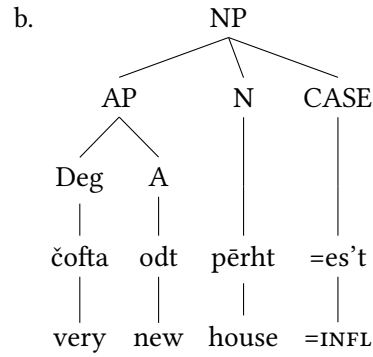 b. NP
AP N CASE
Deg A
čofta odt pērht =es’t
very new house =INFL